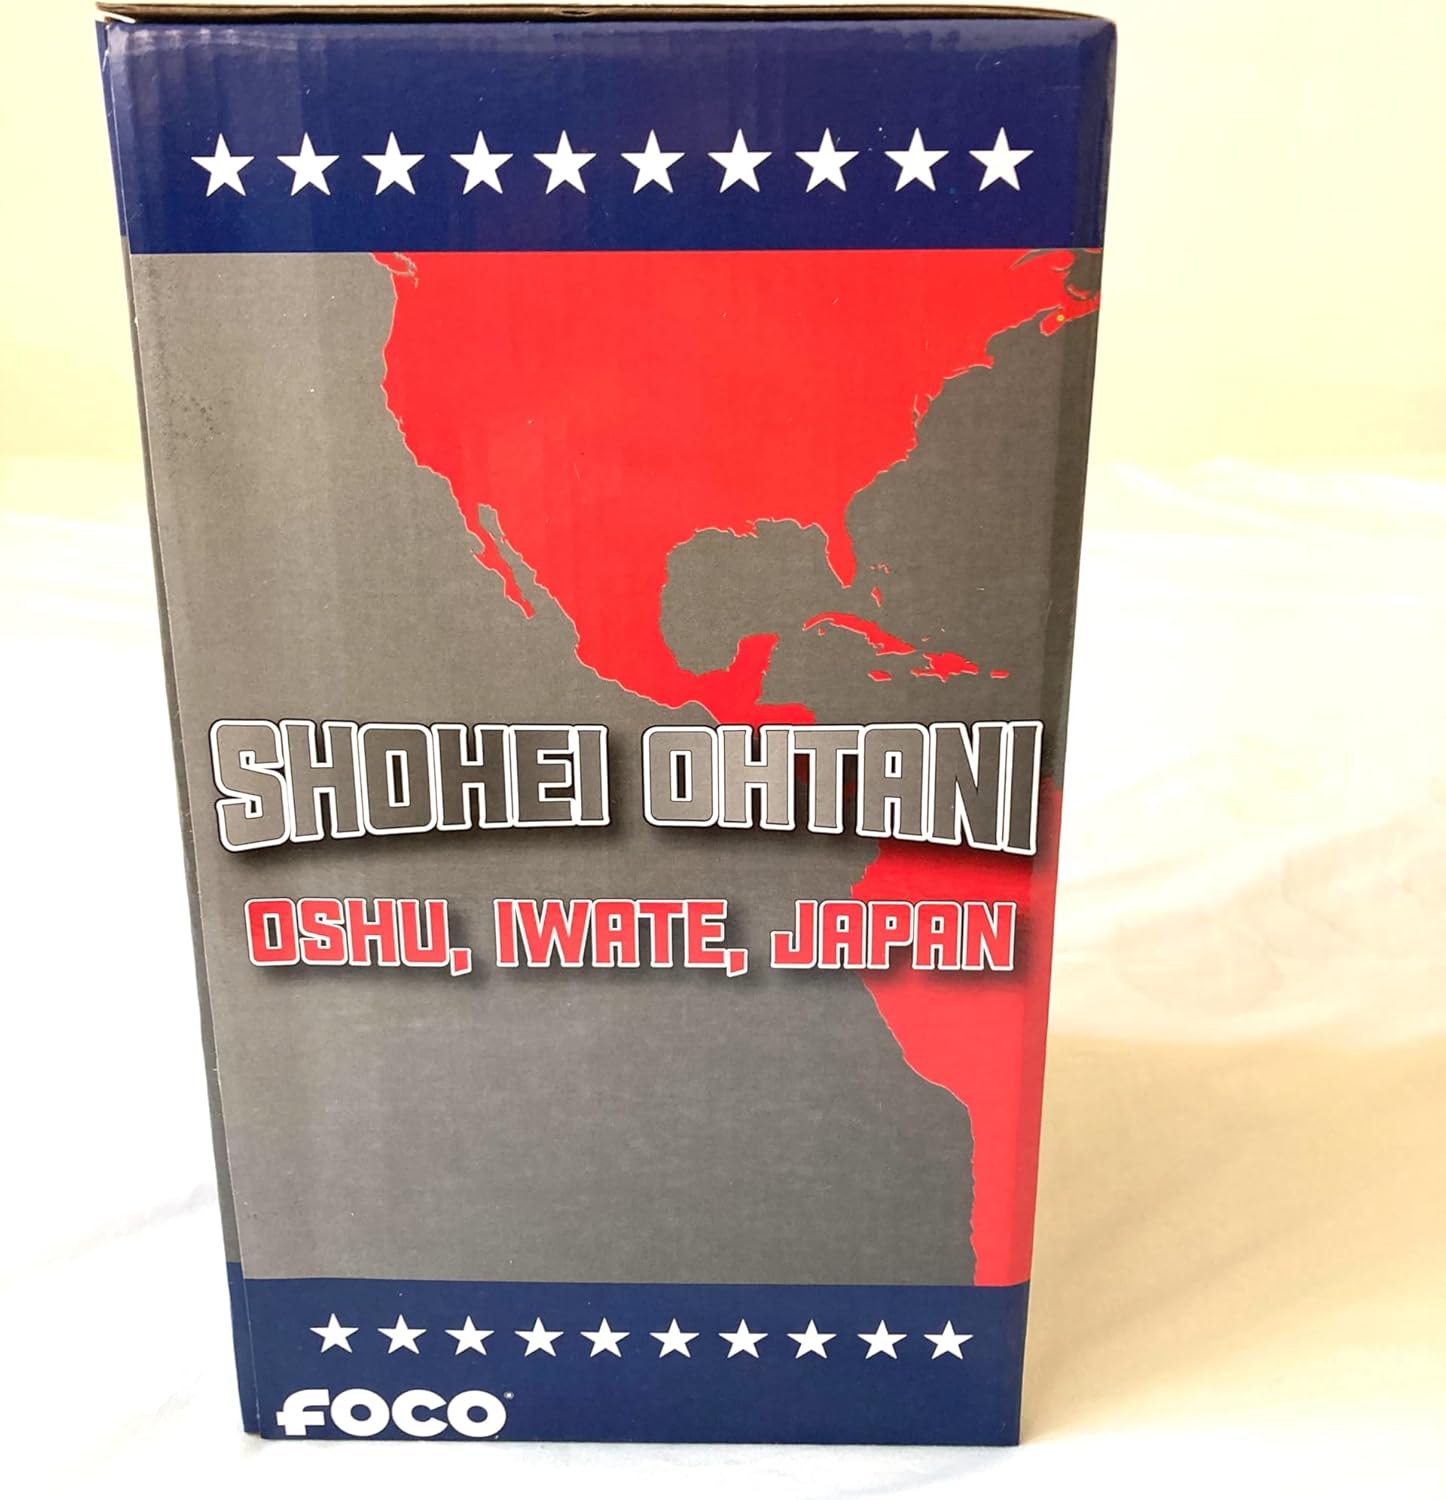 SHOHEI OHTANI
OSHU, IWATE, JAPAN
FOCO